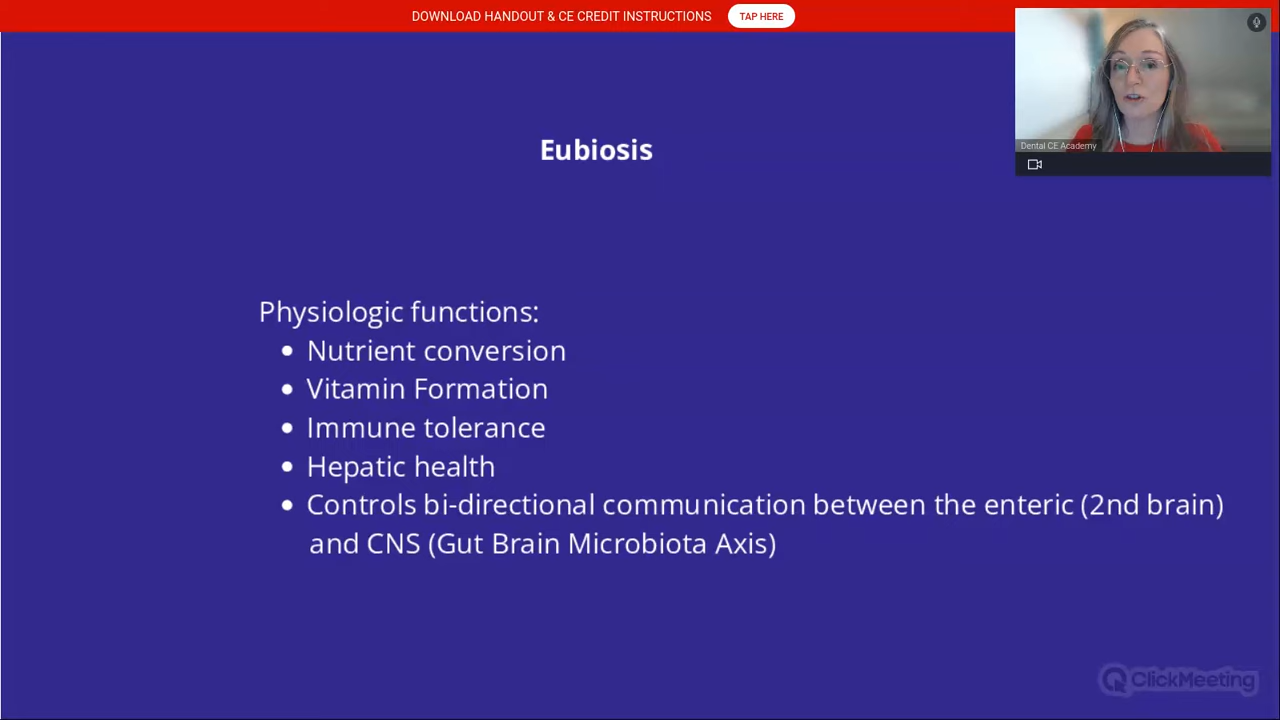 DOWNLOAD HANDOUT & CE CREDIT INSTRUCTIONS TAP HERE
Dental CE Academy
Eubiosis
Physiologic functions:
• Nutrient conversion
• Vitamin Formation
• Immune tolerance
• Hepatic health
• Controls bi-directional communication between the enteric (2nd brain)
and CNS (Gut Brain Microbiota Axis)
ClickMeeting